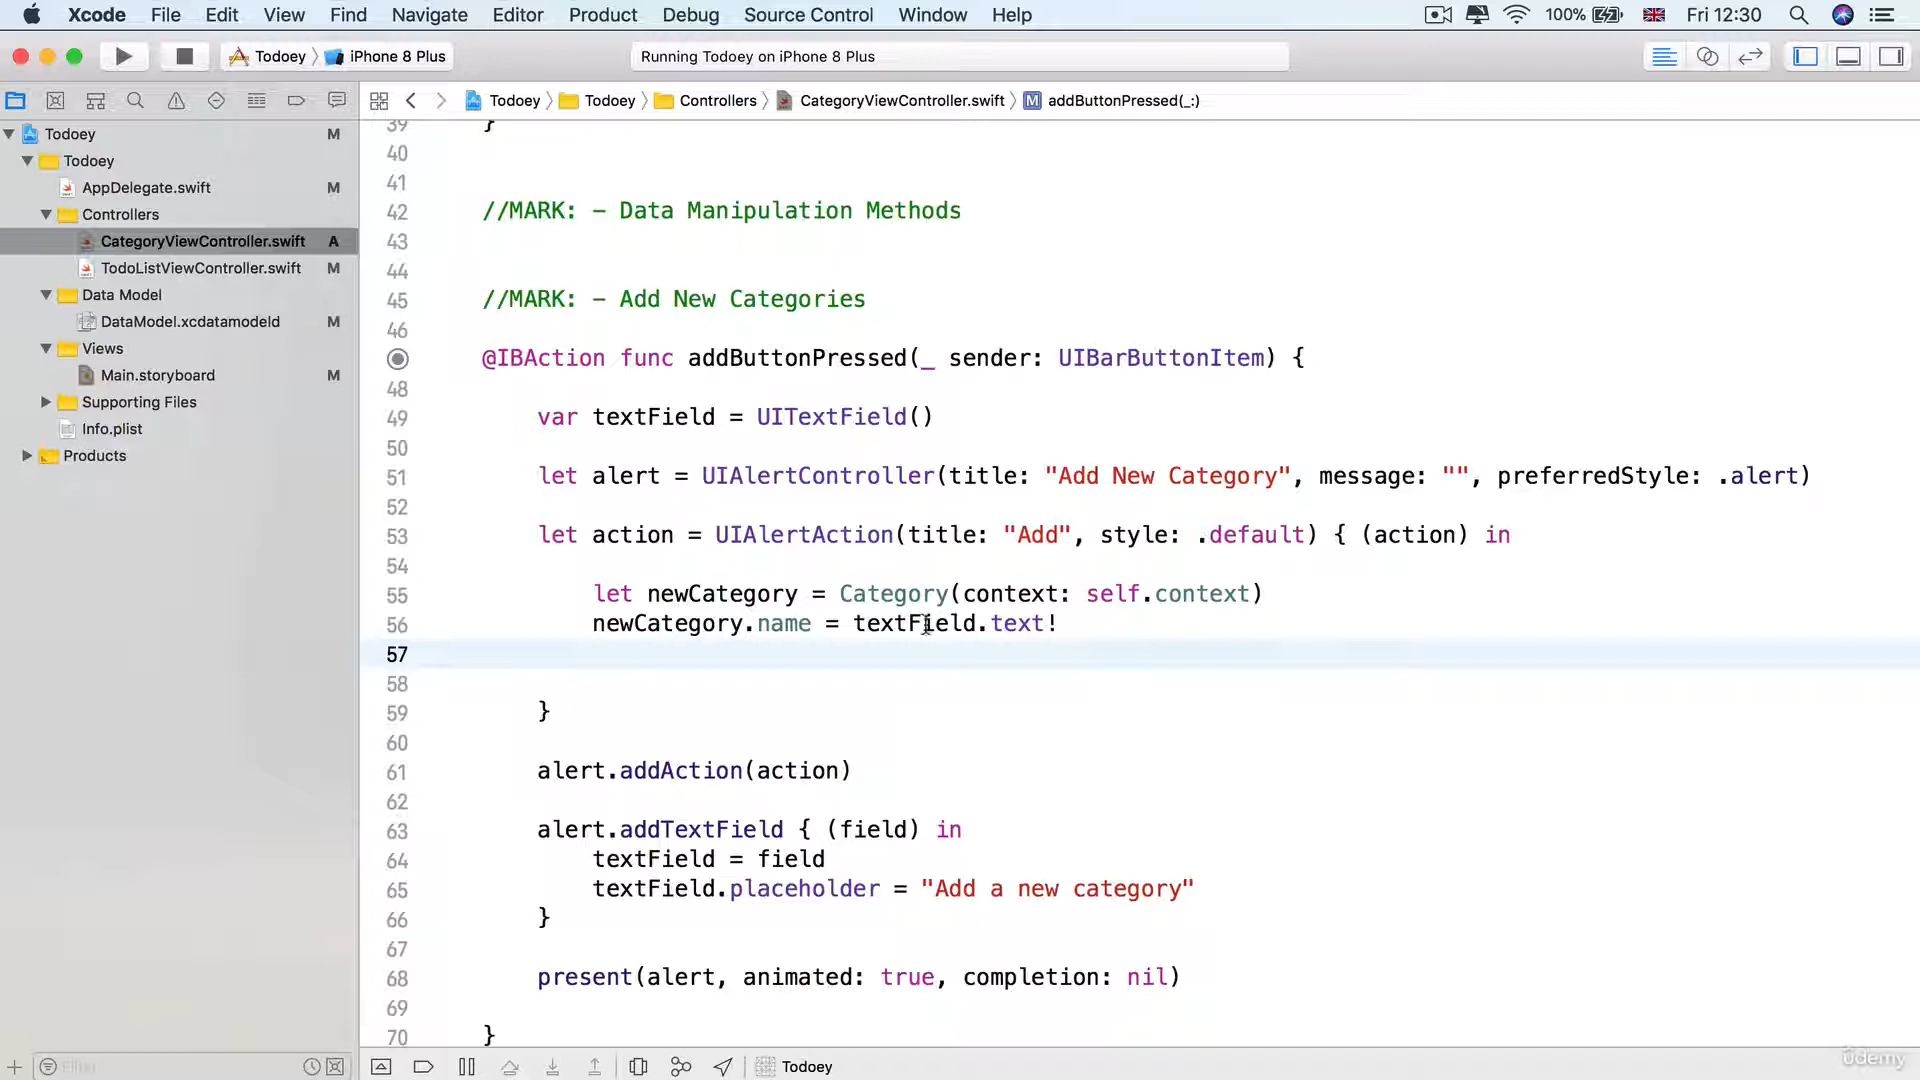 Xcode File Edit View Find Navigate Editor Product Debug Source Control Window Help 100% Fri 12:30
Todoey iPhone 8 Plus Running Todoey on iPhone 8 Plus
Todoey Todoey Controllers CategoryViewController.swift M addButtonPressed(_:)
Todoey M
Todoey
AppDelegate.swift M
Controllers
CategoryViewController.swift A
TodoListViewController.swift M
Data Model
DataModel.xcdatamodeld M
Views
Main.storyboard M
Supporting Files
Info.plist
Products
39 }
40
41
42 //MARK: - Data Manipulation Methods
43
44
45 //MARK: - Add New Categories
46
@IBAction func addButtonPressed(_ sender: UIBarButtonItem) {
48
49 var textField = UITextField()
50
51 let alert = UIAlertController(title: "Add New Category", message: "", preferredStyle: .alert)
52
53 let action = UIAlertAction(title: "Add", style: .default) { (action) in
54
55 let newCategory = Category(context: self.context)
56 newCategory.name = textField.text!
57
58
59 }
60
61 alert.addAction(action)
62
63 alert.addTextField { (field) in
64 textField = field
65 textField.placeholder = "Add a new category"
66 }
67
68 present(alert, animated: true, completion: nil)
69
70 }
Filter
Todoey
ûdemy